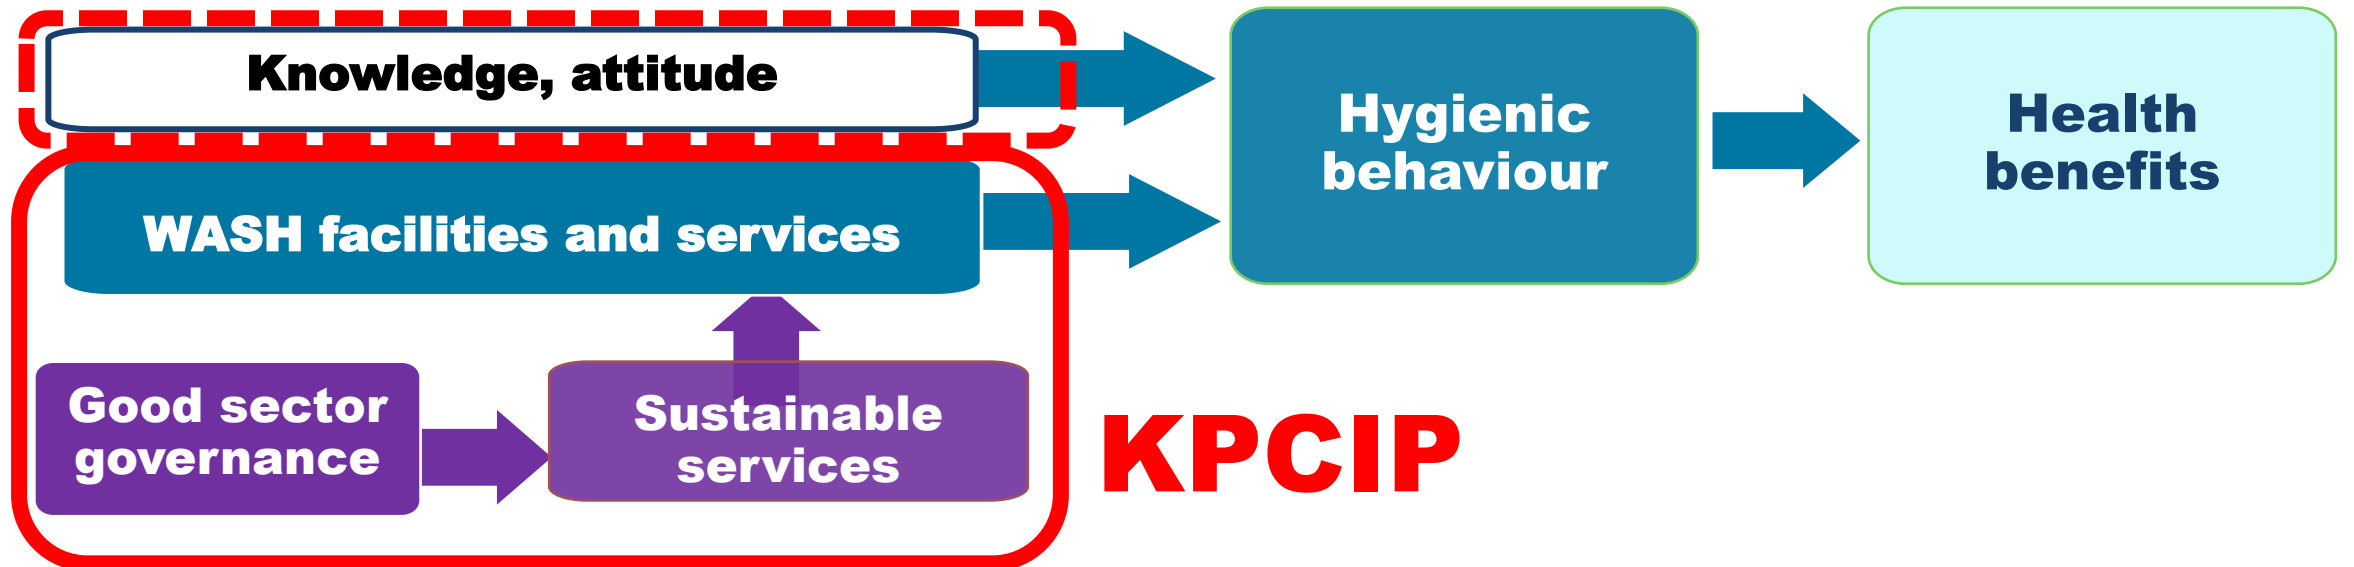 Knowledge, attitude
WASH facilities and services
Good sector
governance
Sustainable
services
Hygienic
behaviour
Health
benefits
KPCIP